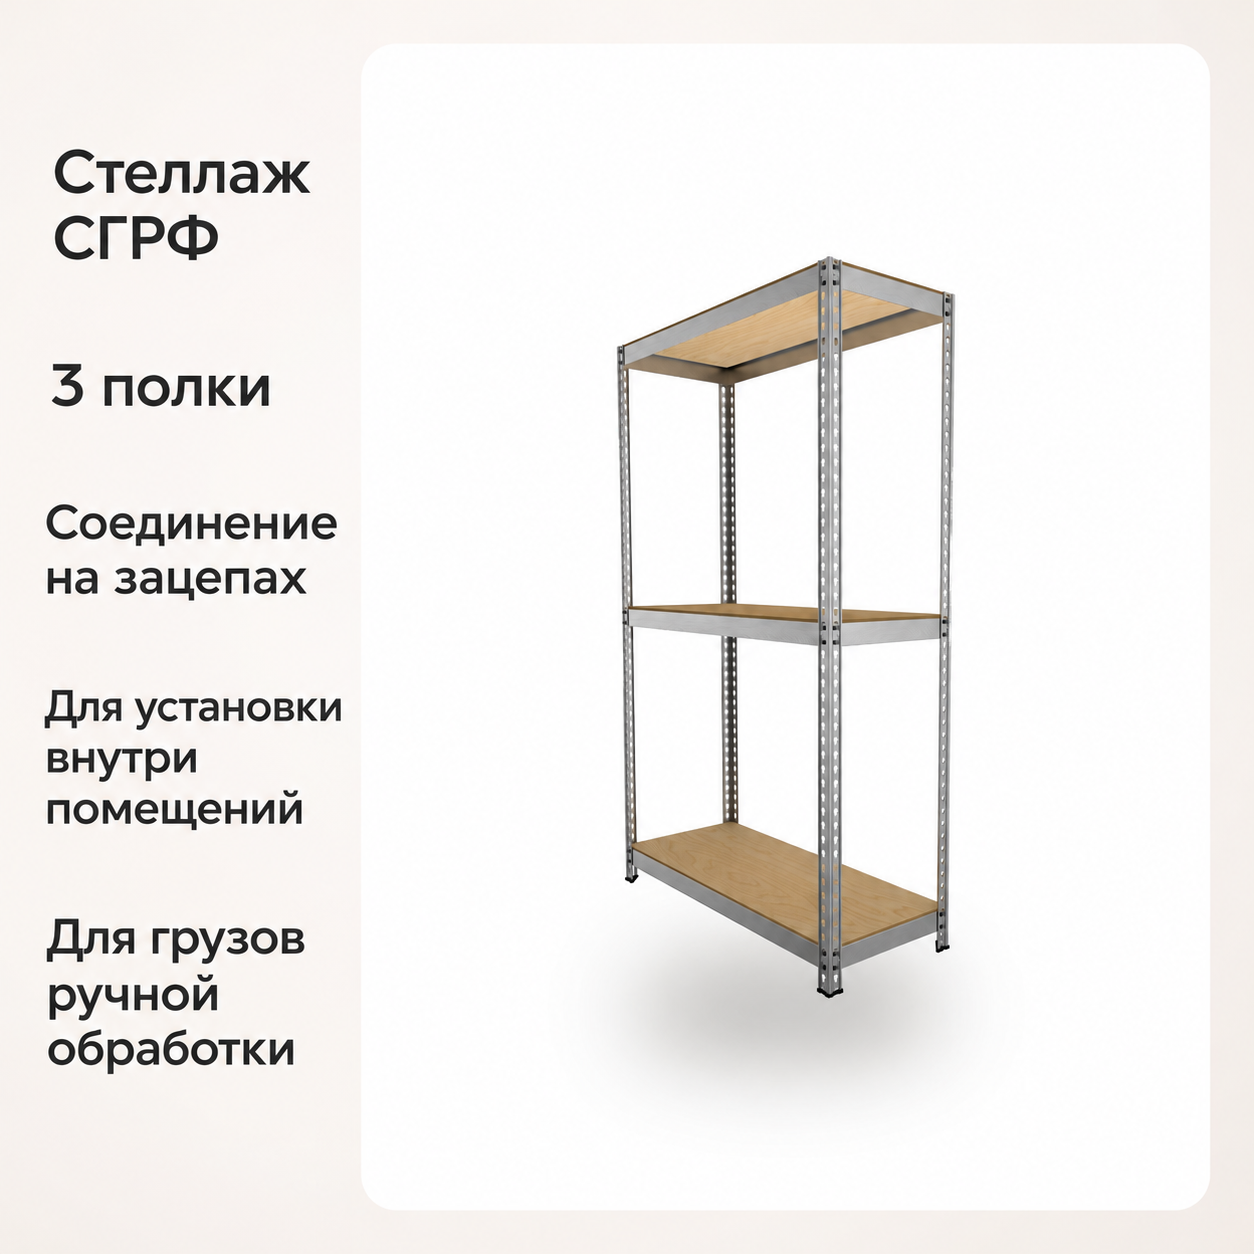 Стеллаж
СГРФ
3 полки
Соединение
на зацепах
Для установки
внутри
помещений
Для грузов
ручной
обработки